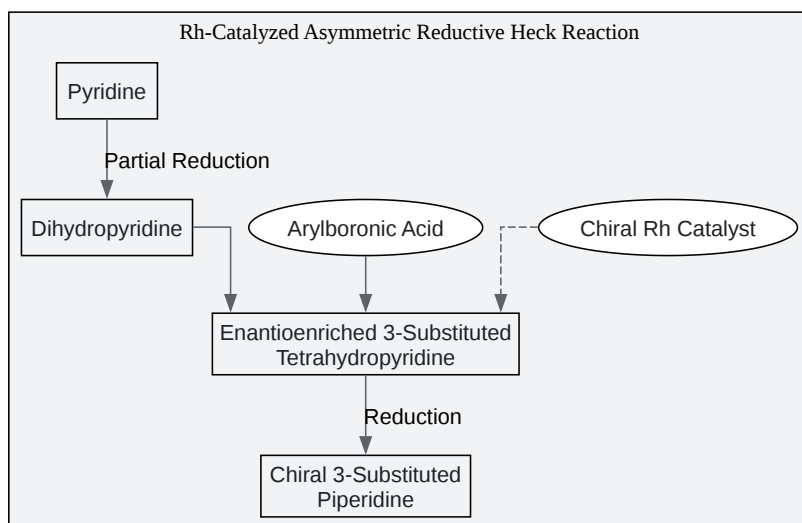 Rh-Catalyzed Asymmetric Reductive Heck Reaction
Pyridine
Partial Reduction
Dihydropyridine
Arylboronic Acid
Chiral Rh Catalyst
Enantioenriched 3-Substituted
Tetrahydropyridine
Reduction
Chiral 3-Substituted
Piperidine